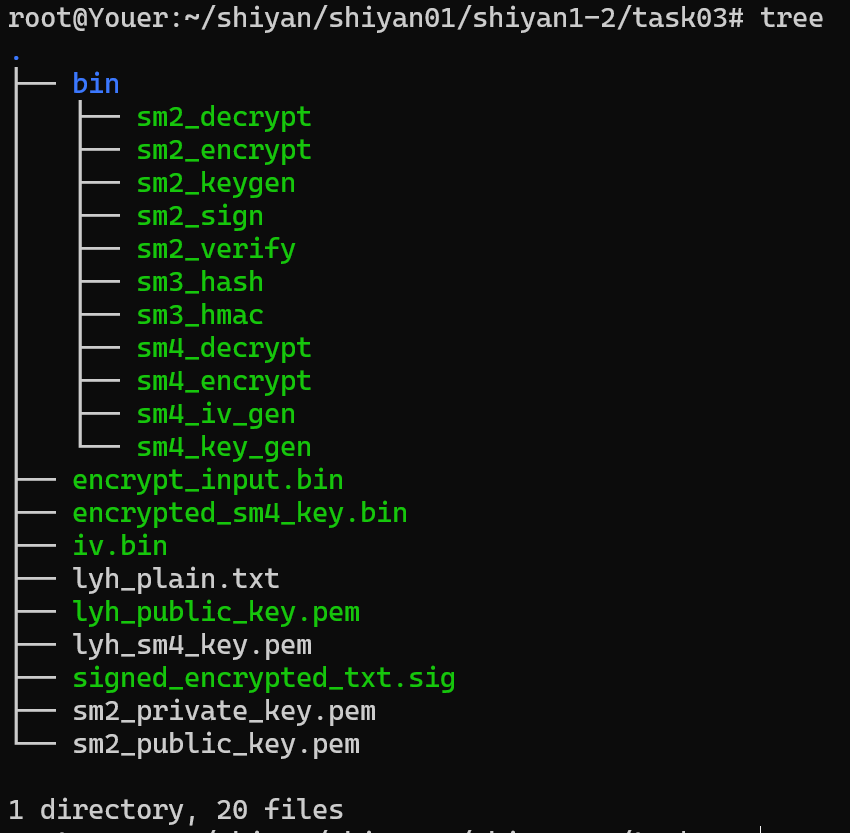 root@Youer:~/shiyan/shiyan01/shiyan1-2/task03# tree
.
├── bin
│   ├── sm2_decrypt
│   ├── sm2_encrypt
│   ├── sm2_keygen
│   ├── sm2_sign
│   ├── sm2_verify
│   ├── sm3_hash
│   ├── sm3_hmac
│   ├── sm4_decrypt
│   ├── sm4_encrypt
│   ├── sm4_iv_gen
│   └── sm4_key_gen
├── encrypt_input.bin
├── encrypted_sm4_key.bin
├── iv.bin
├── lyh_plain.txt
├── lyh_public_key.pem
├── lyh_sm4_key.pem
├── signed_encrypted_txt.sig
├── sm2_private_key.pem
└── sm2_public_key.pem
1 directory, 20 files